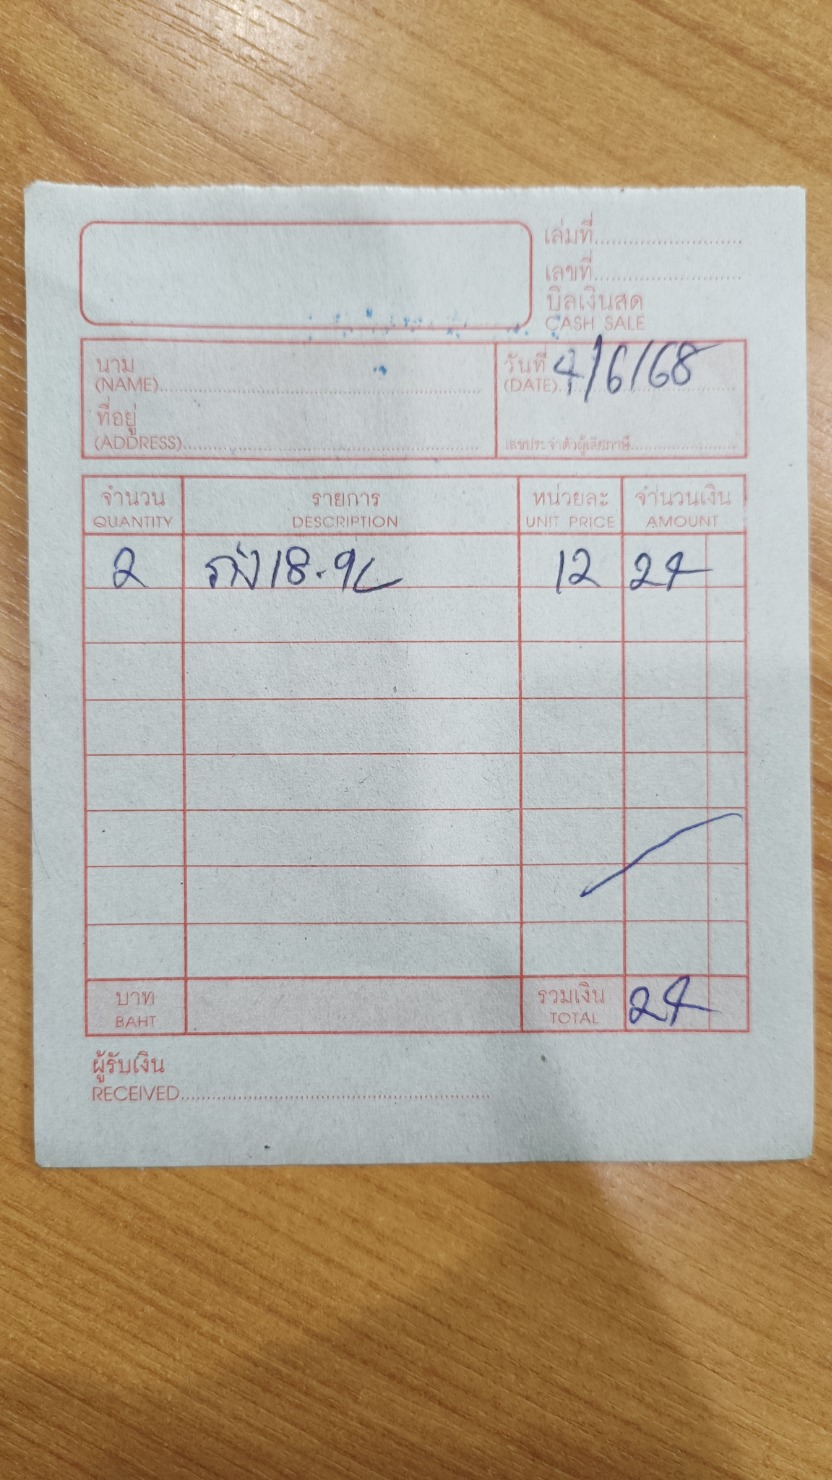 เล่มที่
เลขที่
บิลเงินสด
CASH SALE
นาม
(NAME)
วันที่ 4/6/68
(DATE)
ที่อยู่
(ADDRESS)
เลขประจำตัวผู้เสียภาษี
จำนวน รายการ หน่วยละ จำนวนเงิน
QUANTITY DESCRIPTION UNIT PRICE AMOUNT
2 18 12 24
บาท รวมเงิน 24
BAHT TOTAL
ผู้รับเงิน
RECEIVED